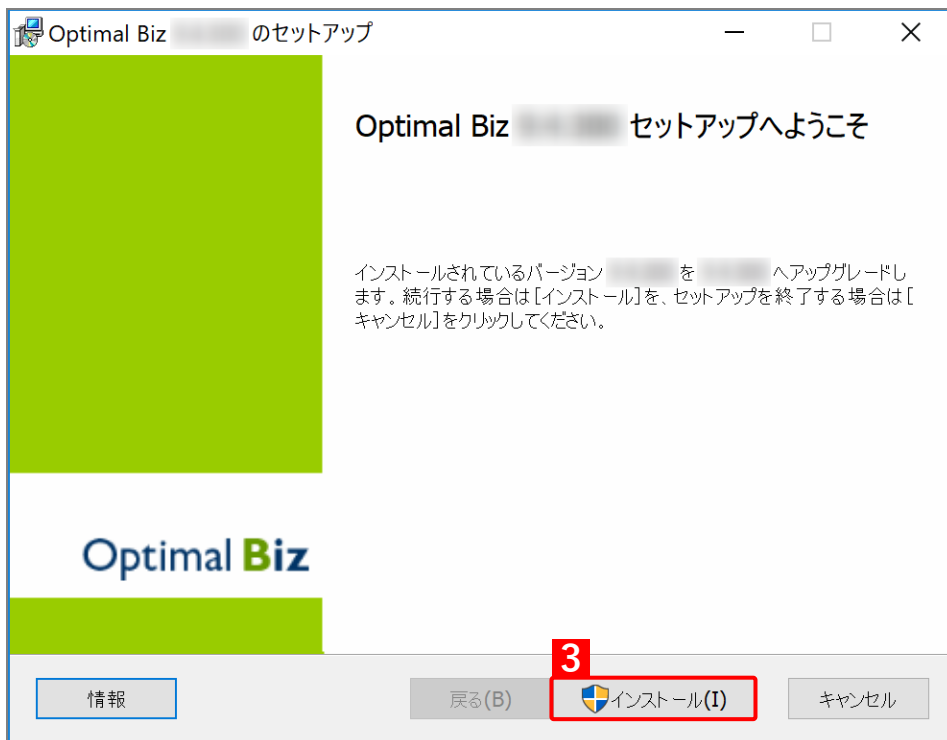 Optimal Biz のセットアップ
Optimal Biz セットアップへようこそ
インストールされているバージョン を へアップグレードし
ます。続行する場合は[インストール]を、セットアップを終了する場合は[
キャンセル]をクリックしてください。
Optimal Biz
3
情報
戻る(B)
インストール(I)
キャンセル